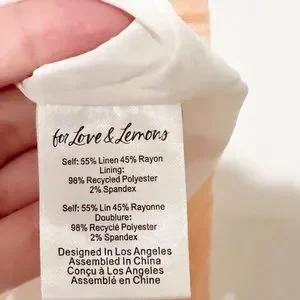 for Love & Lemons
Self: 55% Linen 45% Rayon
Lining:
98% Recycled Polyester
2% Spandex
Self: 55% Lin 45% Rayonne
Doublure:
98% Recyclé Polyester
2% Spandex
Designed In Los Angeles
Assembled In China
Conçu à Los Angeles
Assemblé en Chine